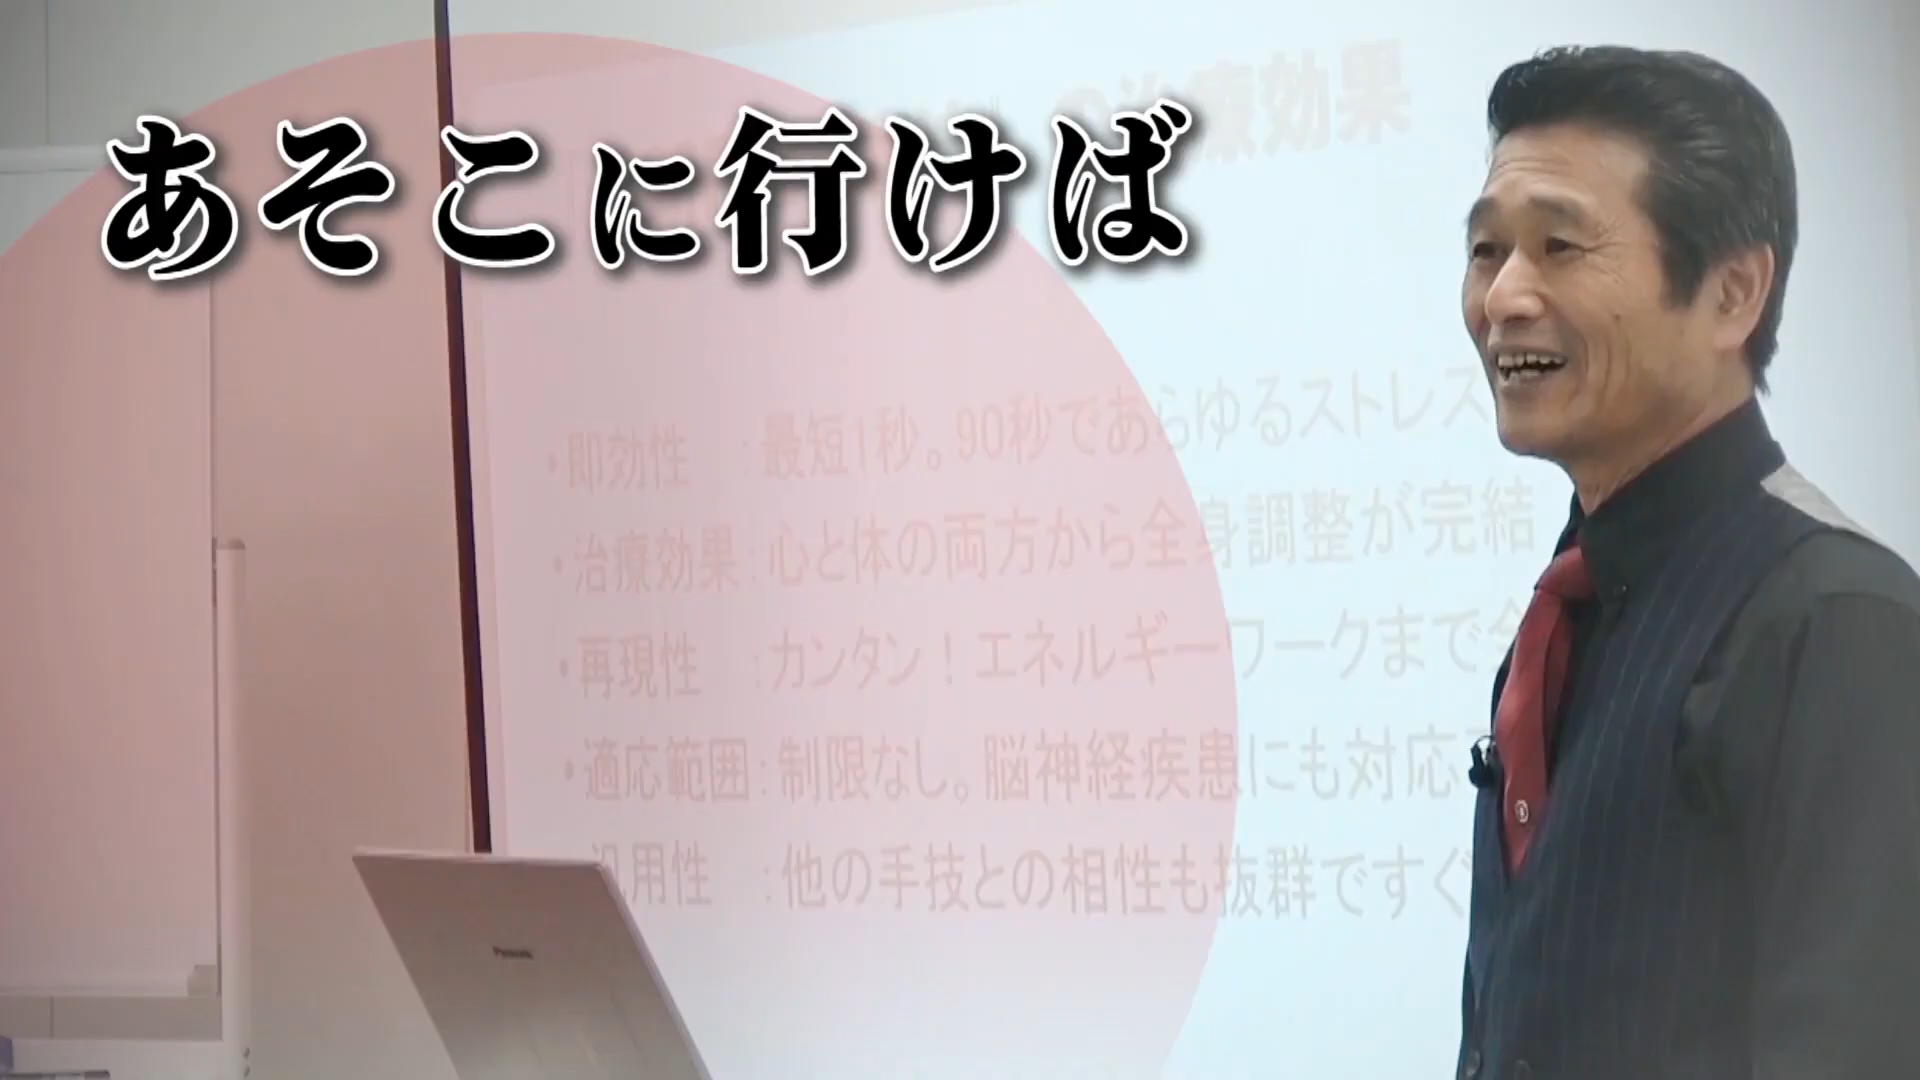 あそこに行けば
の治療効果
・即効性　：最短1秒。90秒であらゆるストレス
・治療効果：心と体の両方から全身調整が完結
・再現性　：カンタン！エネルギーワークまで全
・適応範囲：制限なし。脳神経疾患にも対応
汎用性　：他の手技との相性も抜群ですぐ
Panasonic